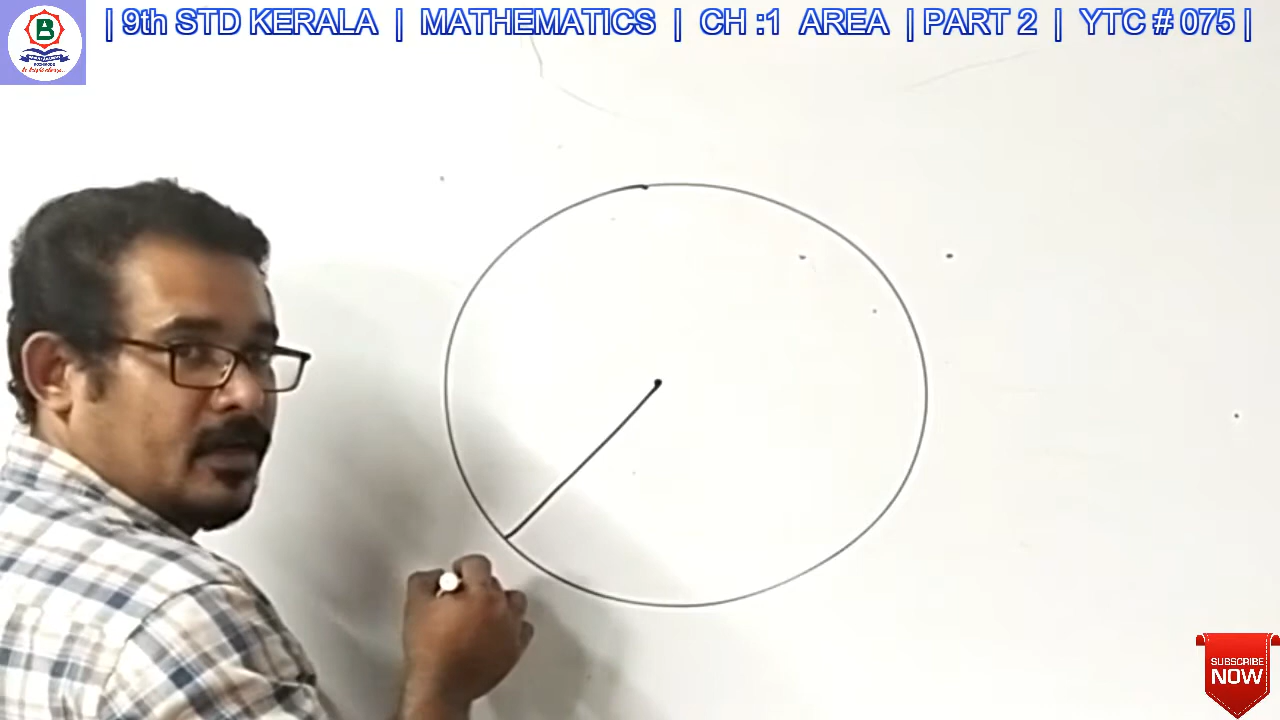 | 9th STD KERALA | MATHEMATICS | CH :1 AREA | PART 2 | YTC # 075 |
B
SUBSCRIBE
NOW